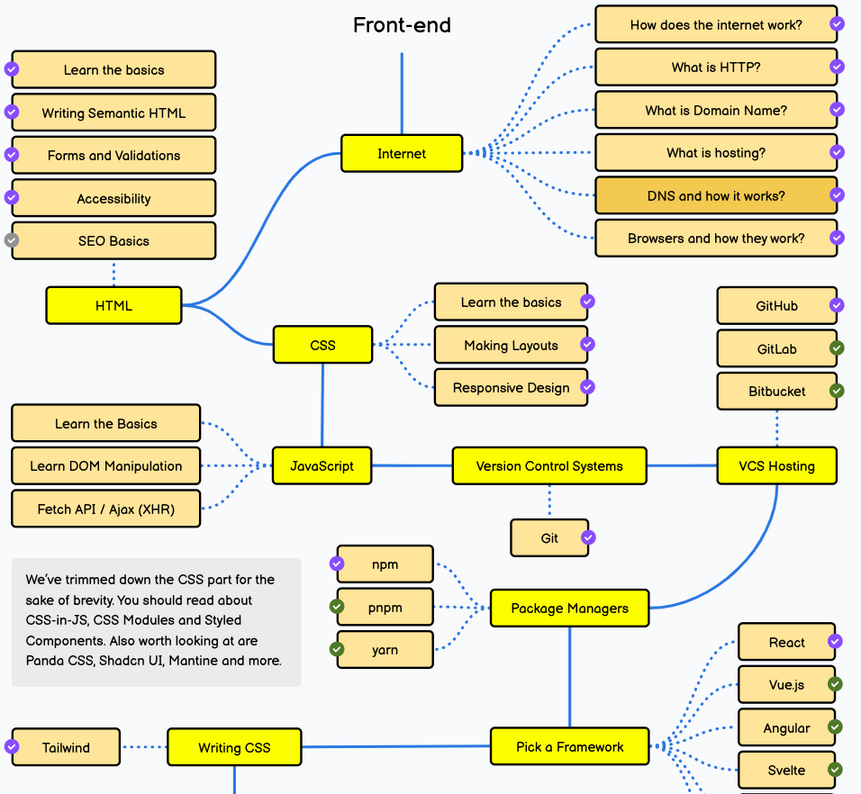 Front-end
How does the internet work?
What is HTTP?
What is Domain Name?
What is hosting?
DNS and how it works?
Browsers and how they work?
Internet
Learn the basics
Writing Semantic HTML
Forms and Validations
Accessibility
SEO Basics
HTML
CSS
Learn the basics
Making Layouts
Responsive Design
GitHub
GitLab
Bitbucket
Learn the Basics
Learn DOM Manipulation
Fetch API / Ajax (XHR)
JavaScript
Version Control Systems
VCS Hosting
Git
npm
pnpm
yarn
Package Managers
We've trimmed down the CSS part for the
sake of brevity. You should read about
CSS-in-JS, CSS Modules and Styled
Components. Also worth looking at are
Panda CSS, Shadcn UI, Mantine and more.
React
Vue.js
Angular
Svelte
Tailwind
Writing CSS
Pick a Framework